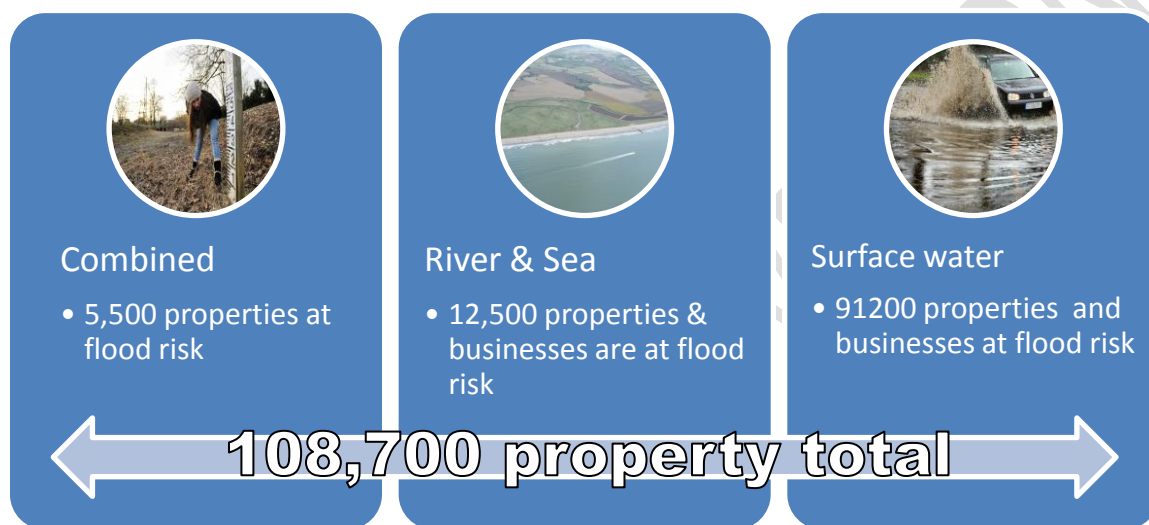 Combined
• 5,500 properties at
flood risk
River & Sea
• 12,500 properties &
businesses are at flood
risk
Surface water
• 91200 properties and
businesses at flood risk
108,700 property total